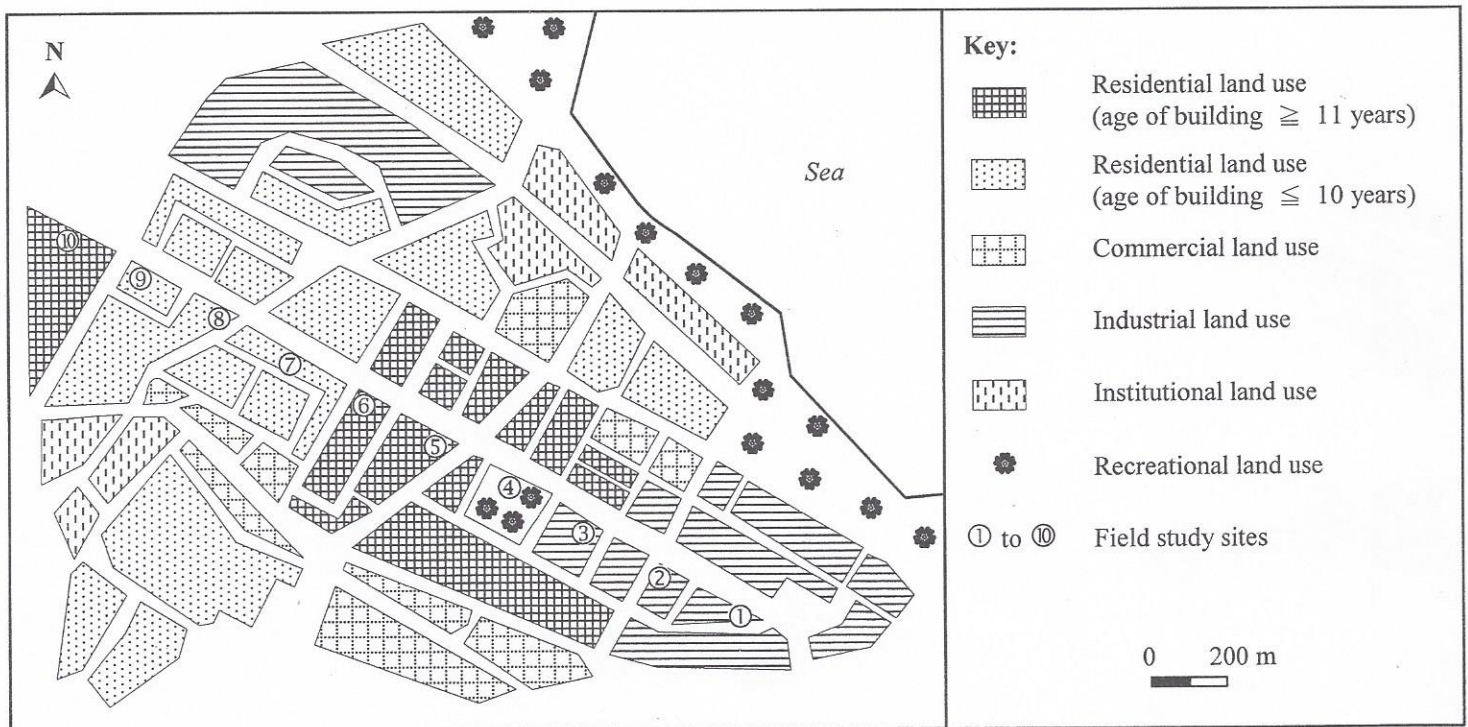 N
Sea
⑩
⑨
⑧
⑦
⑥
⑤
④
③
②
①
Key:
Residential land use
(age of building ≧ 11 years)
Residential land use
(age of building ≦ 10 years)
Commercial land use
Industrial land use
Institutional land use
Recreational land use
① to ⑩ Field study sites
0 200 m